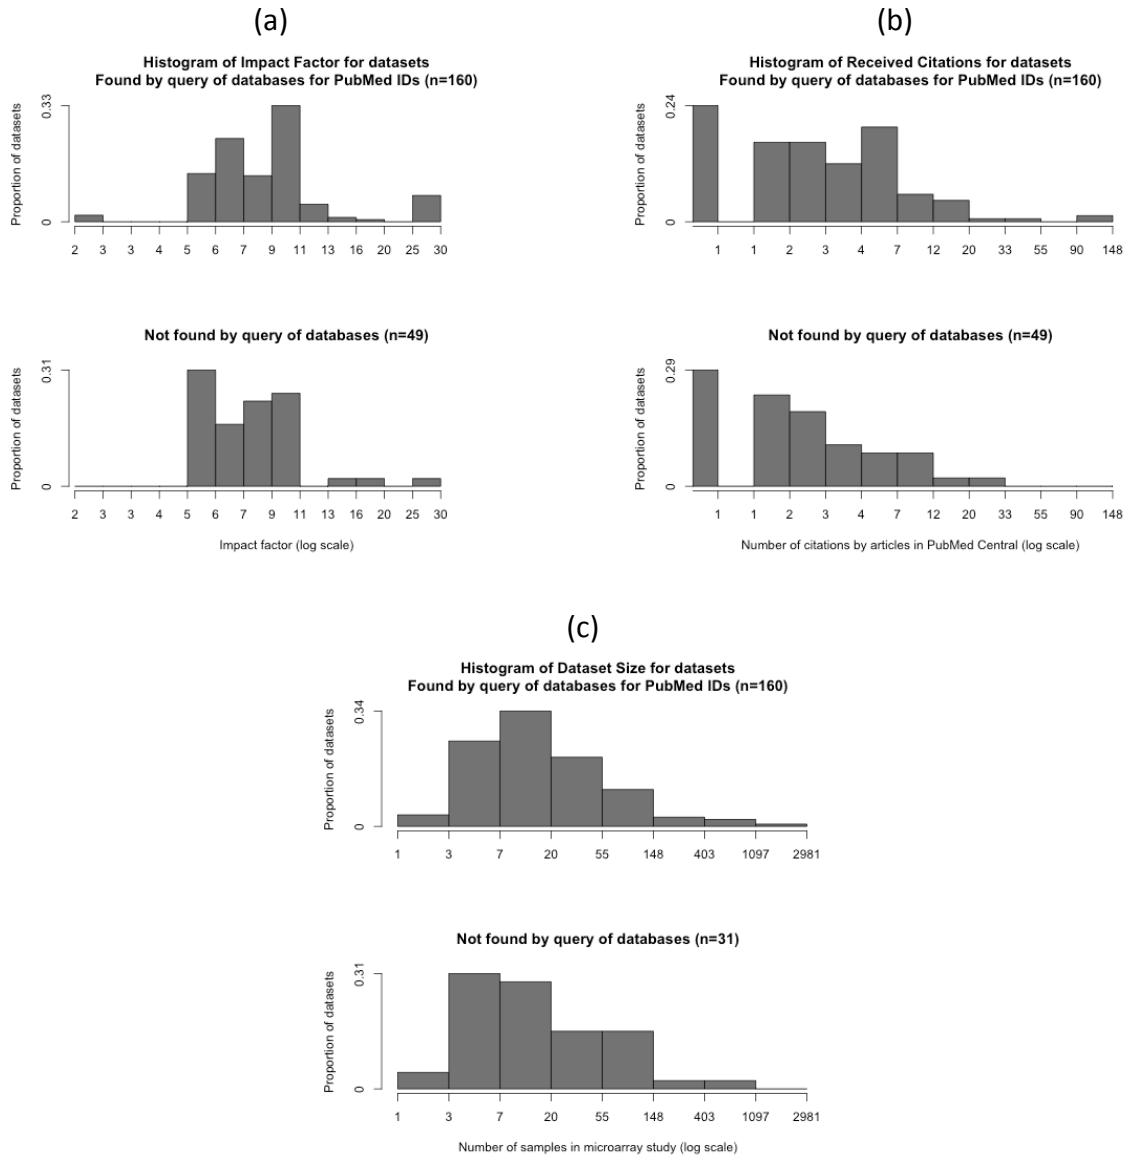 (a)
Histogram of Impact Factor for datasets
Found by query of databases for PubMed IDs (n=160)
Proportion of datasets
0.33
0
2 3 3 4 5 6 7 9 11 13 16 20 25 30
Not found by query of databases (n=49)
Proportion of datasets
0.31
0
2 3 3 4 5 6 7 9 11 13 16 20 25 30
Impact factor (log scale)
(b)
Histogram of Received Citations for datasets
Found by query of databases for PubMed IDs (n=160)
Proportion of datasets
0.24
0
1 1 2 3 4 7 12 20 33 55 90 148
Not found by query of databases (n=49)
Proportion of datasets
0.29
0
1 1 2 3 4 7 12 20 33 55 90 148
Number of citations by articles in PubMed Central (log scale)
(c)
Histogram of Dataset Size for datasets
Found by query of databases for PubMed IDs (n=160)
Proportion of datasets
0.34
0
1 3 7 20 55 148 403 1097 2981
Not found by query of databases (n=31)
Proportion of datasets
0.31
0
1 3 7 20 55 148 403 1097 2981
Number of samples in microarray study (log scale)